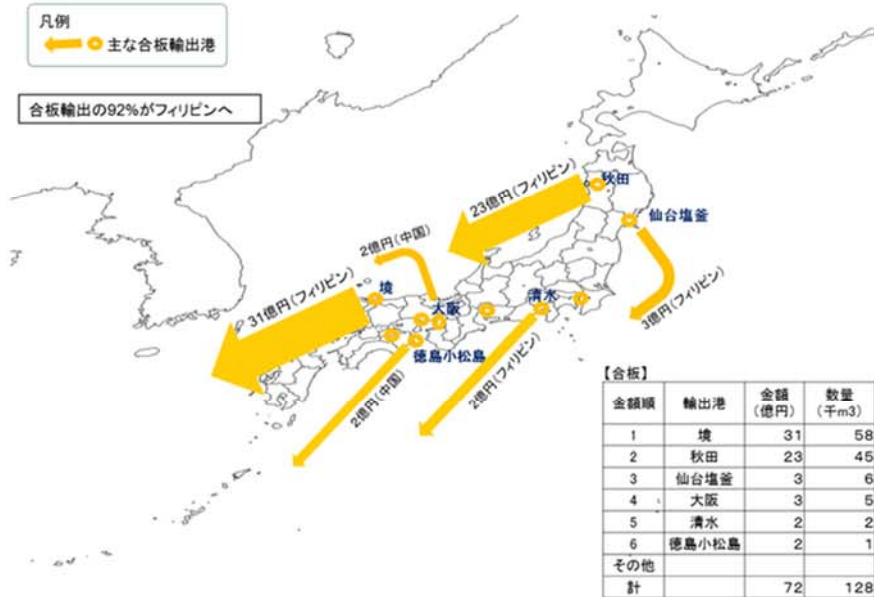 凡例
主な合板輸出港
合板輸出の92%がフィリピンへ
秋田
23億円(フィリピン)
仙台塩釜
2億円(中国)
3億円(フィリピン)
境
31億円(フィリピン)
大阪
清水
徳島小松島
2億円(中国)
2億円(フィリピン)
【合板】
金額順 輸出港 金額(億円) 数量(千m3)
1 境 31 58
2 秋田 23 45
3 仙台塩釜 3 6
4 大阪 3 5
5 清水 2 2
6 徳島小松島 2 1
その他
計 72 128